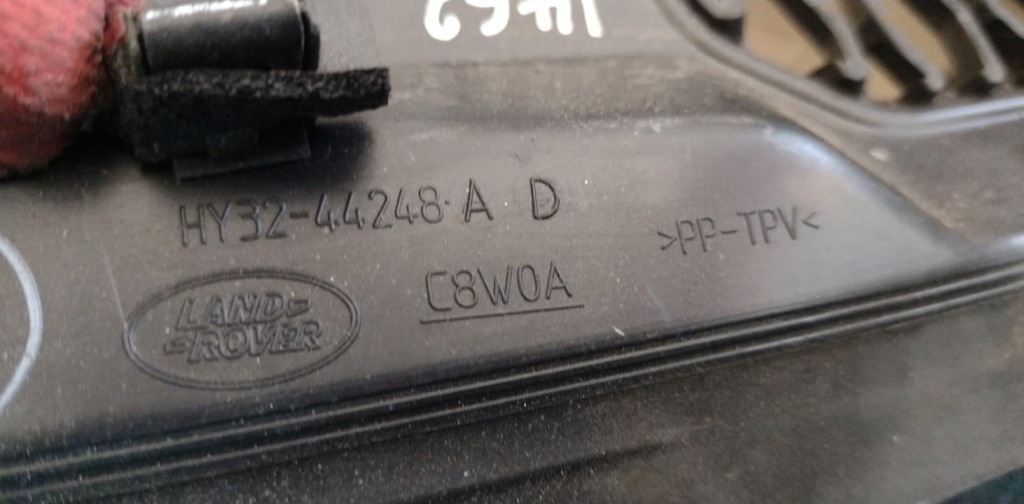 HY32-44248·A D
>PP-TPV<
C8W0A
LAND
ROVER